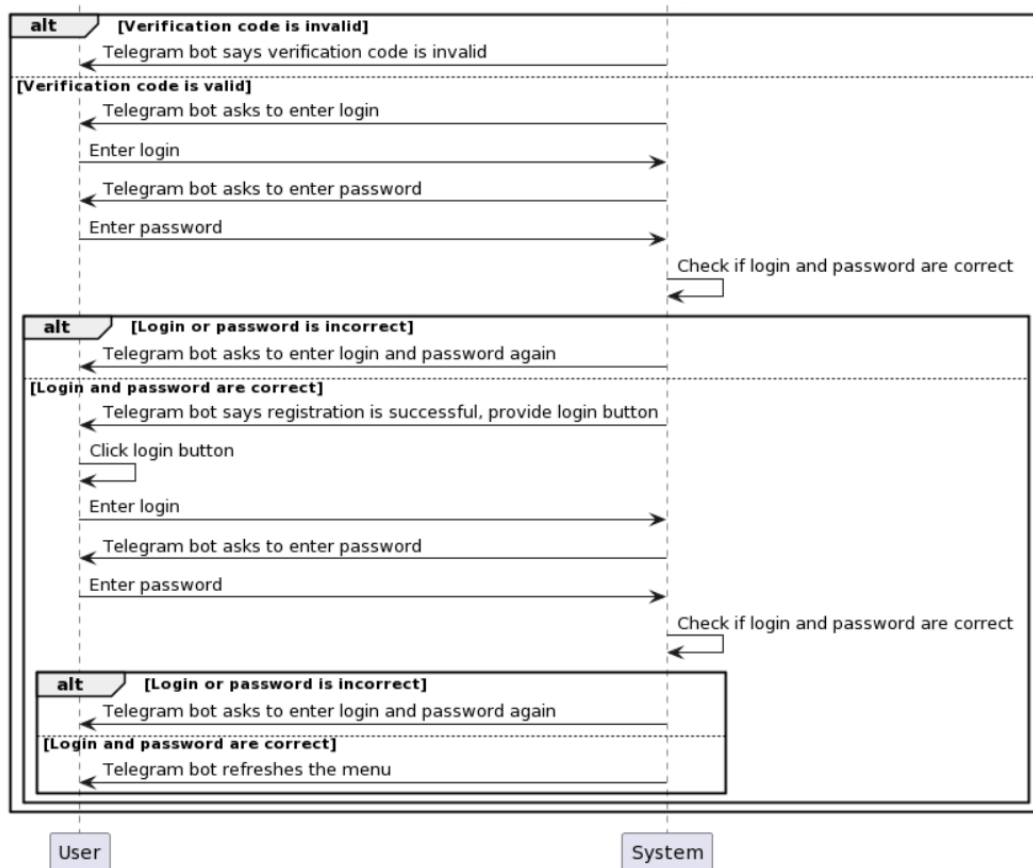 alt [Verification code is invalid]
Telegram bot says verification code is invalid
[Verification code is valid]
Telegram bot asks to enter login
Enter login
Telegram bot asks to enter password
Enter password
Check if login and password are correct
alt [Login or password is incorrect]
Telegram bot asks to enter login and password again
[Login and password are correct]
Telegram bot says registration is successful, provide login button
Click login button
Enter login
Telegram bot asks to enter password
Enter password
Check if login and password are correct
alt [Login or password is incorrect]
Telegram bot asks to enter login and password again
[Login and password are correct]
Telegram bot refreshes the menu
User System